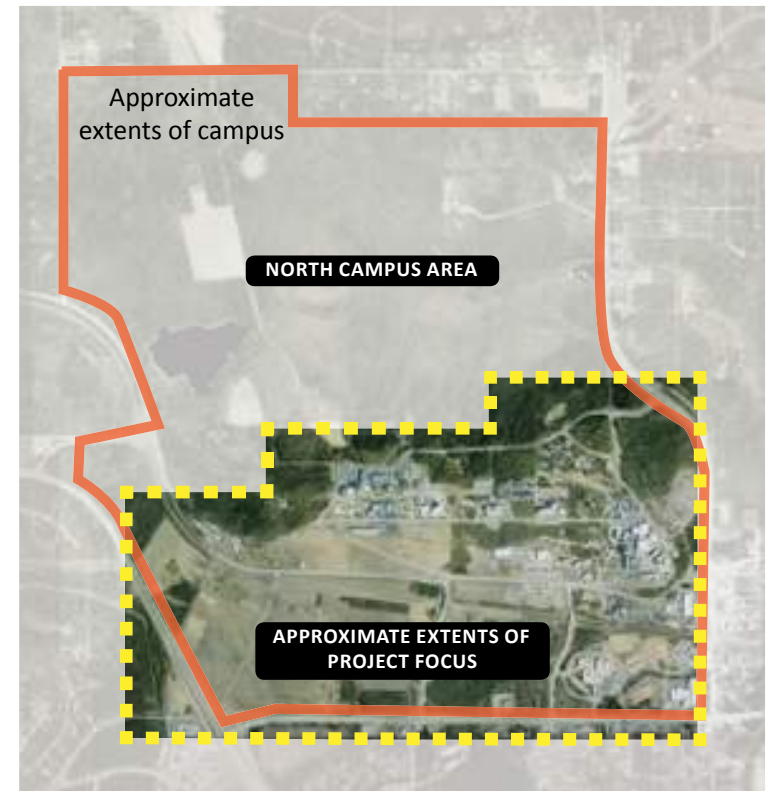 Approximate
extents of campus
NORTH CAMPUS AREA
APPROXIMATE EXTENTS OF
PROJECT FOCUS